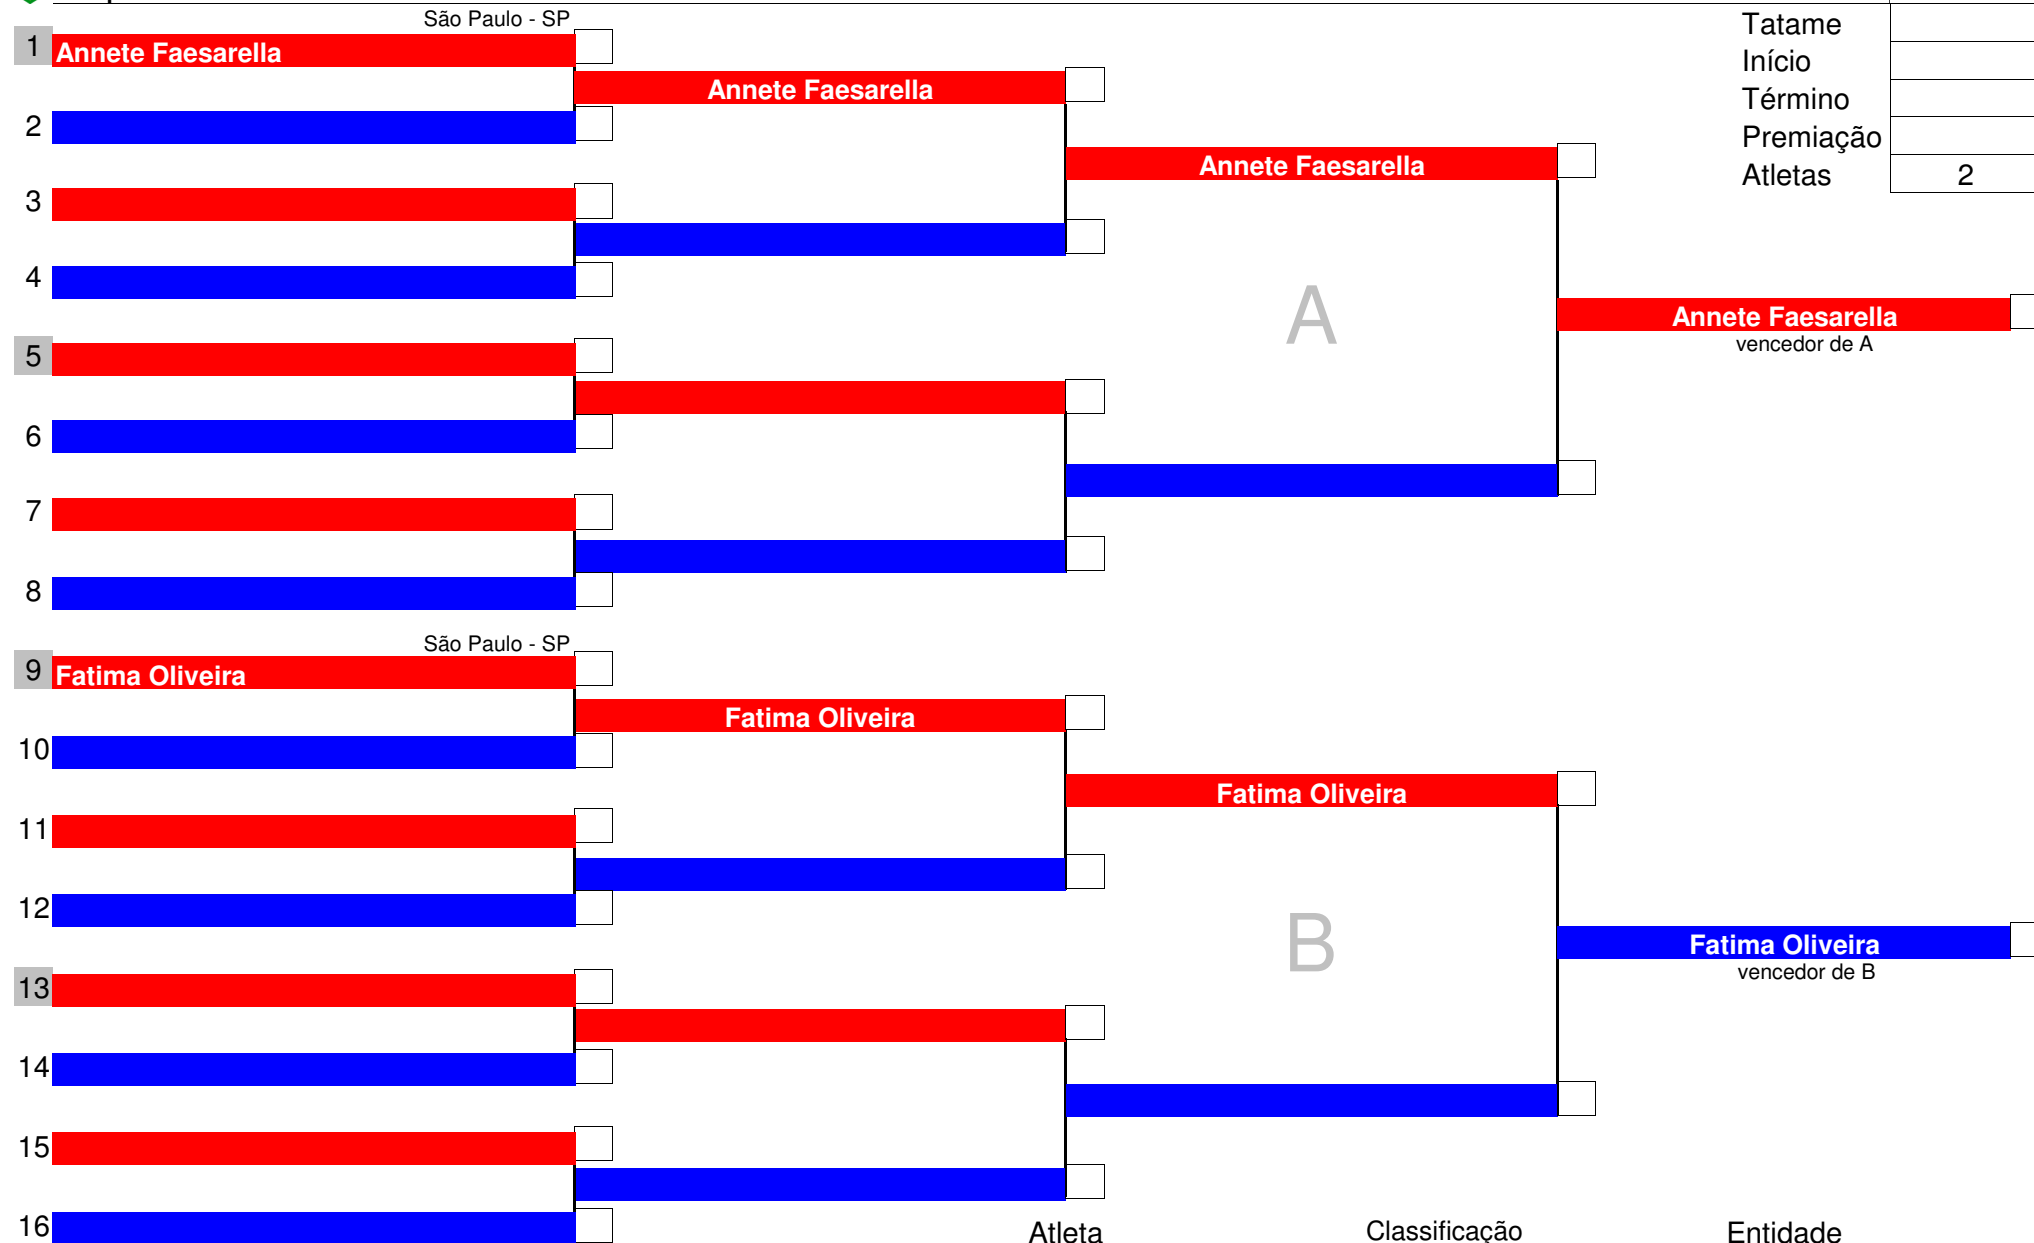 São Paulo - SP
1 Annete Faesarella
Annete Faesarella
2
Annete Faesarella
3
4
A
Annete Faesarella
vencedor de A
5
6
7
8
São Paulo - SP
9 Fatima Oliveira
Fatima Oliveira
10
Fatima Oliveira
11
12
B
Fatima Oliveira
vencedor de B
13
14
15
16
Tatame
Início
Término
Premiação
Atletas 2
Atleta Classificação Entidade